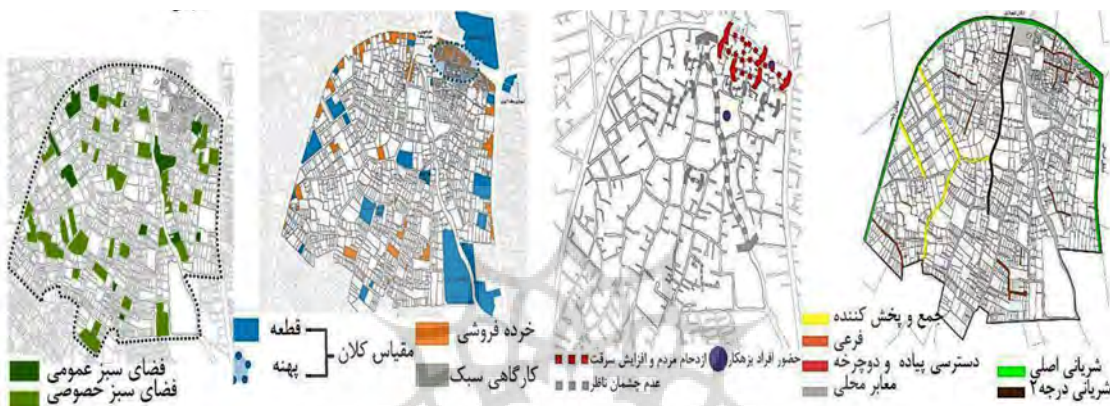 فضای سبز عمومی
فضای سبز خصوصی
قطعه
پهنه
مقیاس کلان
خرده فروشی
کارگاهی سبک
حضور افراد بزهکار
ازدحام مردم و افزایش سرقت
عدم چشمان ناظر
جمع و پخش کننده
فرعی
دسترسی پیاده و دوچرخه
معابر محلی
شریانی اصلی
شریانی درجه۲